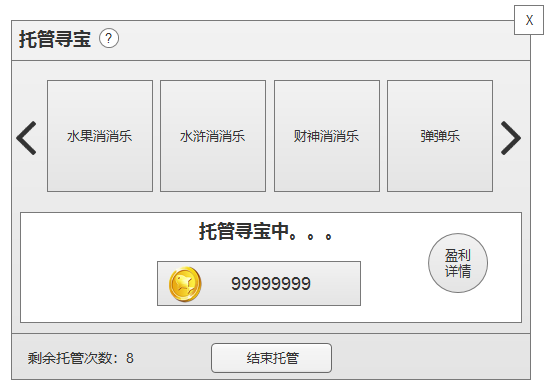 X
托管寻宝 ?
水果消消乐
水浒消消乐
财神消消乐
弹弹乐
托管寻宝中。。。
99999999
盈利
详情
剩余托管次数：8
结束托管